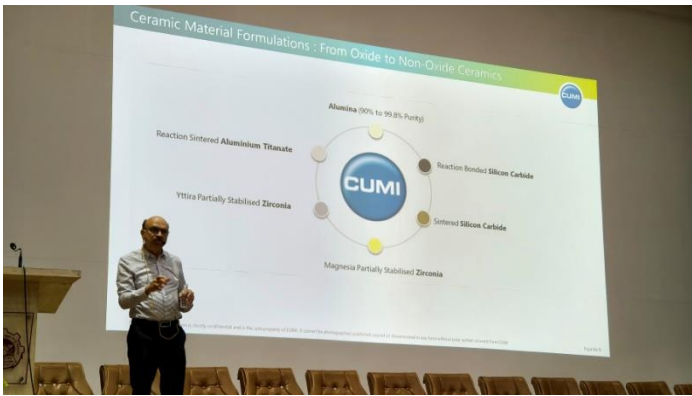 Ceramic Material Formulations : From Oxide to Non-Oxide Ceramics
CUMI
Alumina (90% to 99.8% Purity)
Reaction Sintered Aluminium Titanate
Reaction Bonded Silicon Carbide
CUMI
Yttira Partially Stabilised Zirconia
Sintered Silicon Carbide
Magnesia Partially Stabilised Zirconia